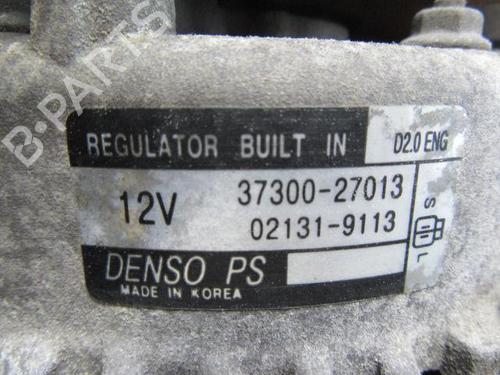 B-PARTS
REGULATOR BUILT IN D2.0 ENG
12V 37300-27013
02131-9113
S
L
DENSO PS
MADE IN KOREA